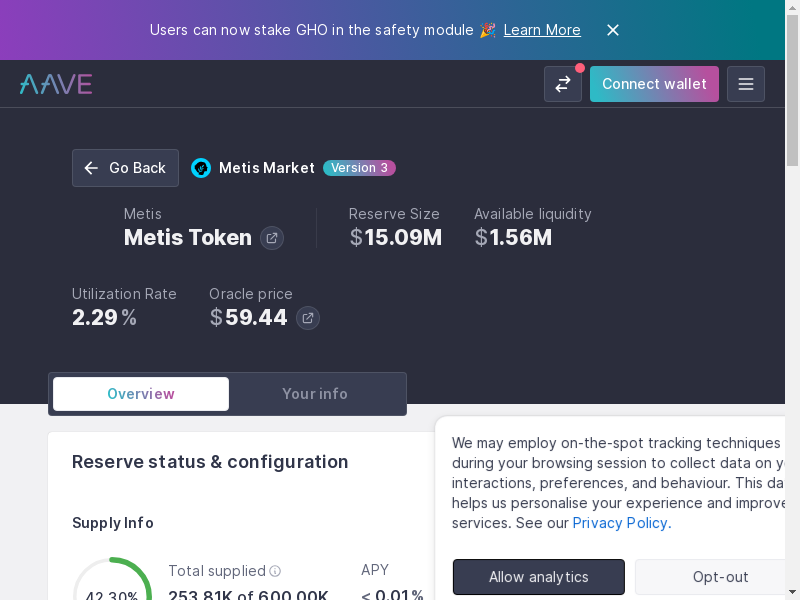 Users can now stake GHO in the safety module 🎉 Learn More
AAVE
Connect wallet
Go Back
Metis Market
Version 3
Metis
Metis Token
Reserve Size
$15.09M
Available liquidity
$1.56M
Utilization Rate
2.29%
Oracle price
$59.44
Overview
Your info
Reserve status & configuration
Supply Info
42.30%
Total supplied
253.81K of 600.00K
APY
< 0.01%
We may employ on-the-spot tracking techniques
during your browsing session to collect data on
interactions, preferences, and behaviour. This
helps us personalise your experience and improve
services. See our Privacy Policy.
Allow analytics
Opt-out